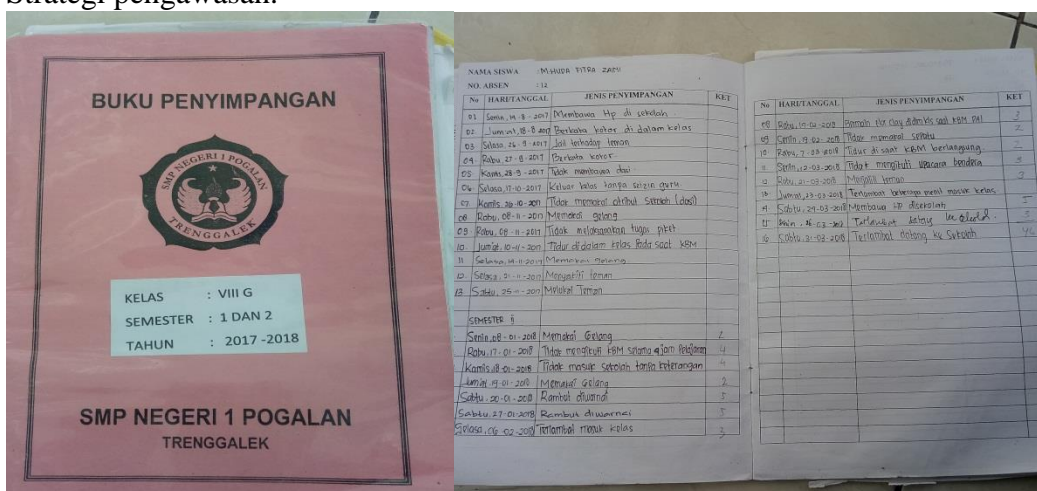 Strategi pengawasan:
BUKU PENYIMPANGAN
SMP NEGERI 1 POGALAN
TRENGGALEK
KELAS : VIII G
SEMESTER : 1 DAN 2
TAHUN : 2017 -2018
SMP NEGERI 1 POGALAN
TRENGGALEK
NAMA SISWA : M.HUDA FITRA
NO. ABSEN : 12
No HARI/TANGGAL JENIS PENYIMPANGAN KET
01 Senin, 14-8-2017 Membawa Hp di sekolah
02 Jum'at, 18-8-2017 Berkata kotor di dalam kelas
03 Selasa, 26-9-2017 Jail terhadap teman
04 Rabu, 27-9-2017 Berkata kotor
05 Kamis, 28-9-2017 Tidak membawa dasi
06 Selasa, 17-10-2017 Keluar kelas tanpa seizin guru
07 Kamis, 26-10-2017 Tidak memakai atribut (dasi)
08 Rabu, 08-11-2017 Memakai gelang
09 Rabu, 08-11-2017 Tidak melaksanakan tugas piket
10 Jum'at, 10-11-2017 Tidur didalam kelas Pada saat KBM
11 Selasa, 14-11-2017 Memakai gelang
12 Selasa, 21-11-2017 Menyakiti teman
13 Sabtu, 25-11-2017 Melukai Teman
SEMESTER II
Senin, 08-01-2018 Memakai Gelang 2
Rabu, 17-01-2018 Tidak mengikuti KBM selama 4 jam Pelajaran 4
Kamis, 18-01-2018 Tidak masuk sekolah tanpa keterangan 4
Jum'at, 19-01-2018 Memakai Gelang 2
Sabtu, 20-01-2018 Rambut diwarnai 5
Sabtu, 27-01-2018 Rambut diwarnai 5
Selasa, 06-02-2018 Terlambat masuk kelas 3
No HARI/TANGGAL JENIS PENYIMPANGAN KET
08 Rabu, saat KBM 3
09 Senin, 19-02-2018 Tidak memakai sepatu 2
10 Rabu, 7-03-2018 Tidur di saat KBM berlangsung 2
11 Senin, 12-03-2018 Tidak mengikuti upacara bendera 3
12 Rabu, 21-03-2018 teman 3
13 Jum'at, 23-03-2018 Terlambat beberapa menit masuk kelas
14 Sabtu, 24-03-2018 Membawa HP disekolah 5
15 Senin, 26-03-2018 Terlambat 3
16 Sabtu, 31-03-2018 Terlambat datang ke Sekolah